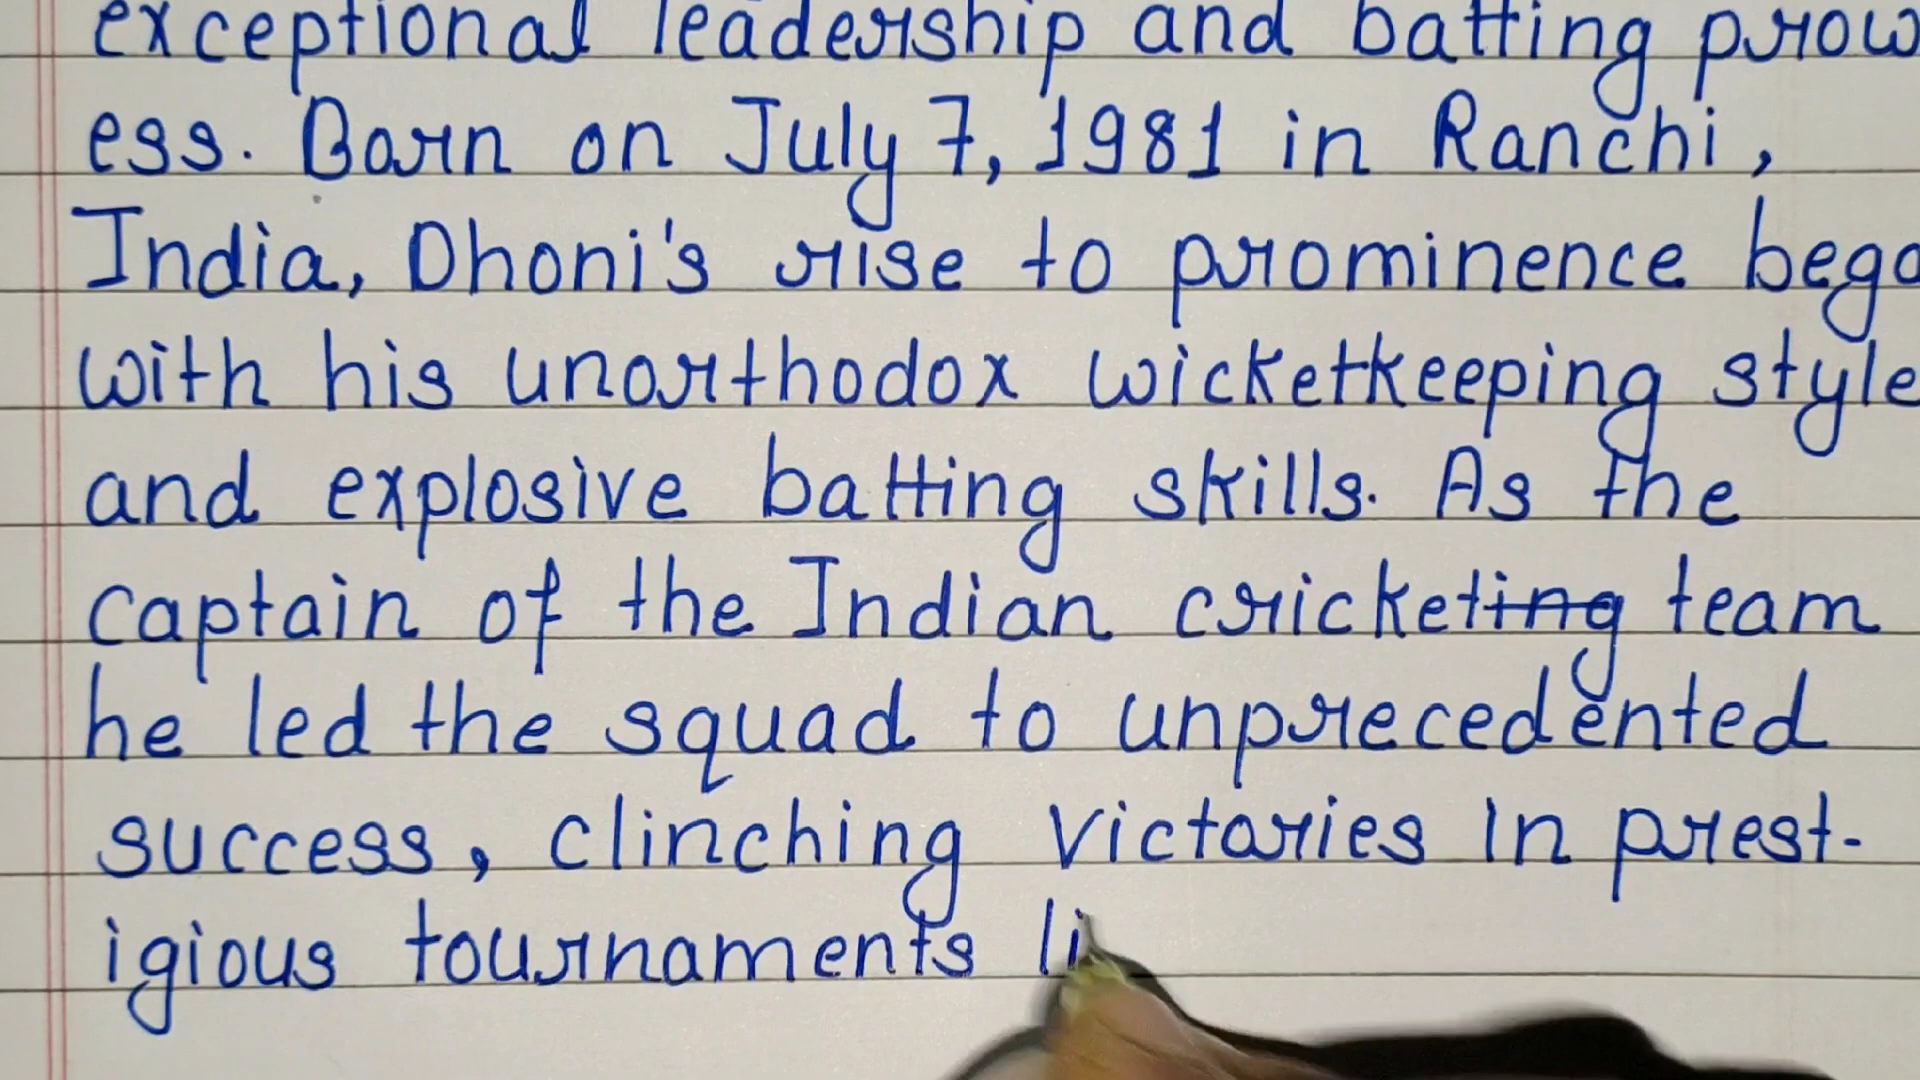 exceptional leadership and batting prow
ess. Born on July 7, 1981 in Ranchi,
India, Dhoni's rise to prominence bega
with his unorthodox wicketkeeping style
and explosive batting skills. As the
captain of the Indian cricketing team
he led the squad to unprecedented
success, clinching victories in prest-
igious tournaments li